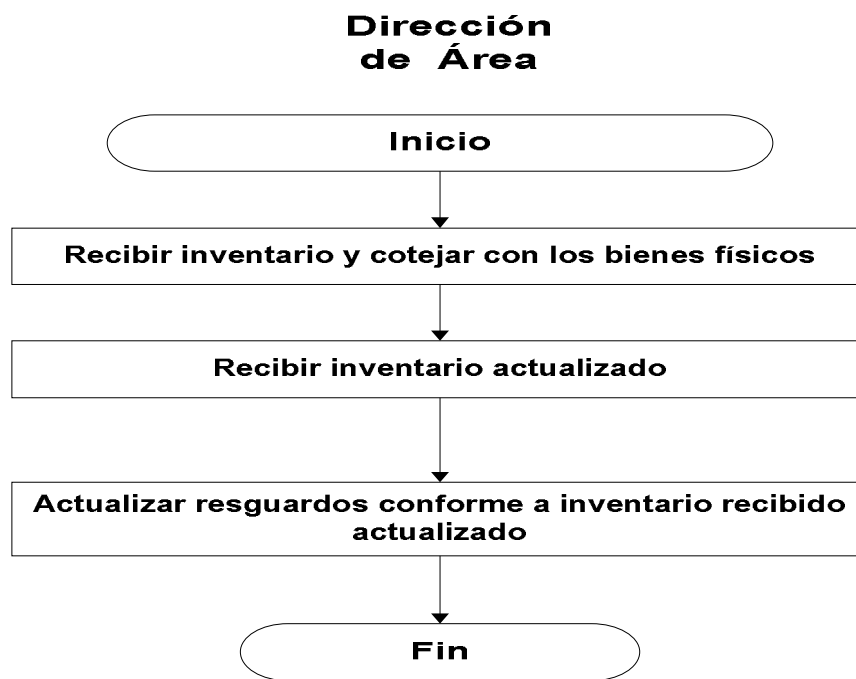 Dirección
de Área
Inicio
Recibir inventario y cotejar con los bienes físicos
Recibir inventario actualizado
Actualizar resguardos conforme a inventario recibido
actualizado
Fin